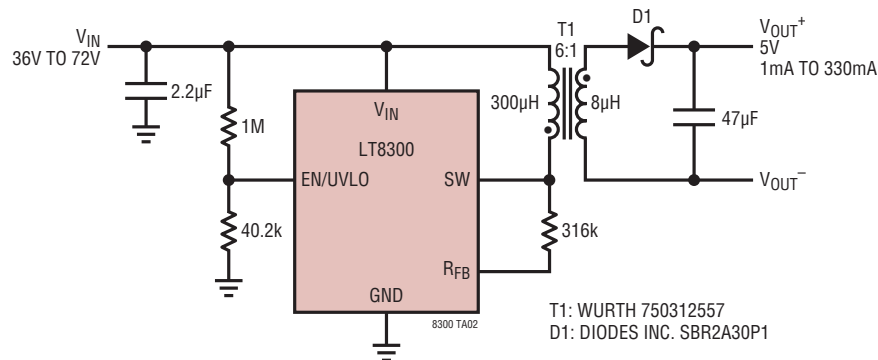 VIN
36V TO 72V
2.2µF
1M
40.2k
VIN
LT8300
EN/UVLO
SW
RFB
GND
8300 TA02
T1
6:1
300µH
8µH
316k
D1
47µF
VOUT+
5V
1mA TO 330mA
VOUT–
T1: WURTH 750312557
D1: DIODES INC. SBR2A30P1